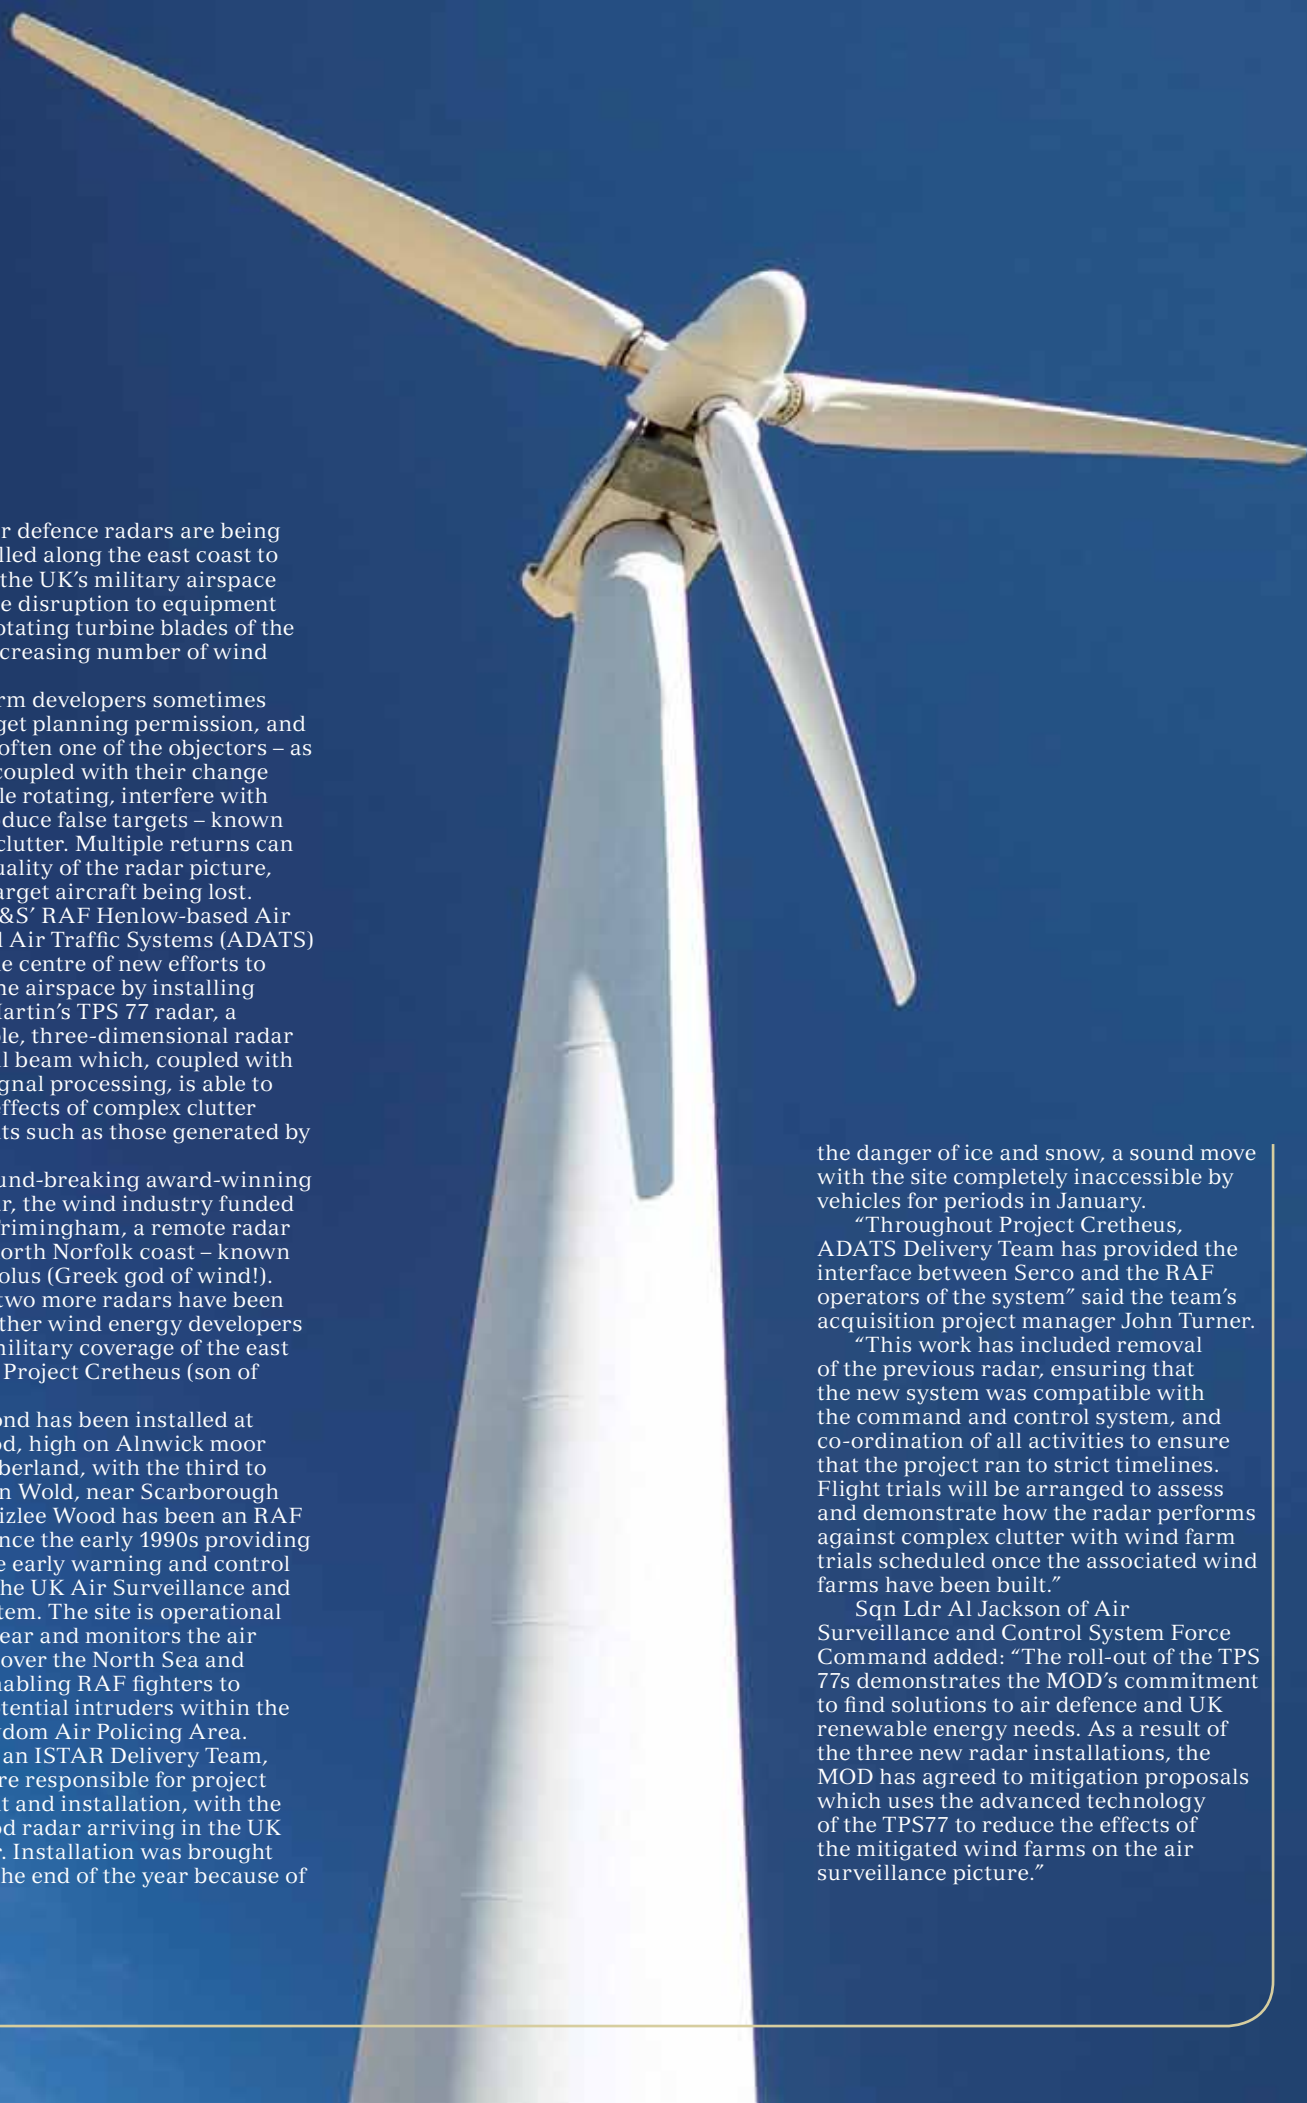 r defence radars are being
lled along the east coast to
the UK’s military airspace
e disruption to equipment
otating turbine blades of the
creasing number of wind
rm developers sometimes
get planning permission, and
often one of the objectors – as
coupled with their change
le rotating, interfere with
duce false targets – known
clutter. Multiple returns can
uality of the radar picture,
arget aircraft being lost.
&S’ RAF Henlow-based Air
l Air Traffic Systems (ADATS)
e centre of new efforts to
ne airspace by installing
Martin’s TPS 77 radar, a
ble, three-dimensional radar
il beam which, coupled with
gnal processing, is able to
effects of complex clutter
nts such as those generated by
und-breaking award-winning
ar, the wind industry funded
Trimingham, a remote radar
orth Norfolk coast – known
olus (Greek god of wind!).
two more radars have been
ther wind energy developers
military coverage of the east
Project Cretheus (son of
ond has been installed at
od, high on Alnwick moor
berland, with the third to
n Wold, near Scarborough
izlee Wood has been an RAF
nce the early 1990s providing
e early warning and control
he UK Air Surveillance and
tem. The site is operational
ear and monitors the air
over the North Sea and
nabling RAF fighters to
tential intruders within the
gdom Air Policing Area.
an ISTAR Delivery Team,
re responsible for project
t and installation, with the
od radar arriving in the UK
r. Installation was brought
he end of the year because of
the danger of ice and snow, a sound move
with the site completely inaccessible by
vehicles for periods in January.
“Throughout Project Cretheus,
ADATS Delivery Team has provided the
interface between Serco and the RAF
operators of the system” said the team’s
acquisition project manager John Turner.
“This work has included removal
of the previous radar, ensuring that
the new system was compatible with
the command and control system, and
co-ordination of all activities to ensure
that the project ran to strict timelines.
Flight trials will be arranged to assess
and demonstrate how the radar performs
against complex clutter with wind farm
trials scheduled once the associated wind
farms have been built.”
Sqn Ldr Al Jackson of Air
Surveillance and Control System Force
Command added: “The roll-out of the TPS
77s demonstrates the MOD’s commitment
to find solutions to air defence and UK
renewable energy needs. As a result of
the three new radar installations, the
MOD has agreed to mitigation proposals
which uses the advanced technology
of the TPS77 to reduce the effects of
the mitigated wind farms on the air
surveillance picture.”